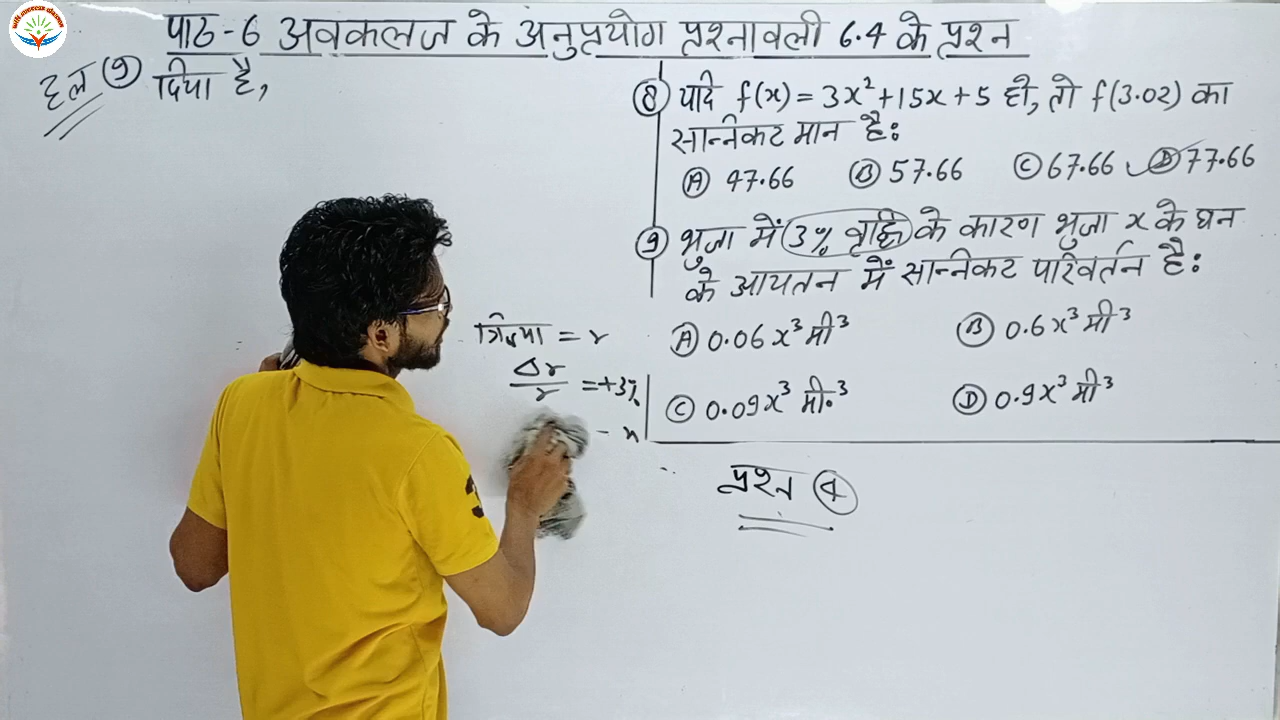 पाठ-6 अवकलज के अनुप्रयोग प्रश्नावली 6.4 के प्रश्न
हल 9 दिया है,
8 यदि f(x) = 3x²+15x+5 हो, तो f(3.02) का
सन्निकट मान है:
A 47.66 B 57.66 C 67.66 D 77.66
9 भुजा में 3% वृद्धि के कारण भुजा x के घन
के आयतन में सन्निकट परिवर्तन है:
A 0.06x³ मी³ B 0.6x³ मी³
C 0.09x³ मी.³ D 0.9x³ मी³
त्रिज्या = r
Δr/r = +3%
- x
प्रश्न 4